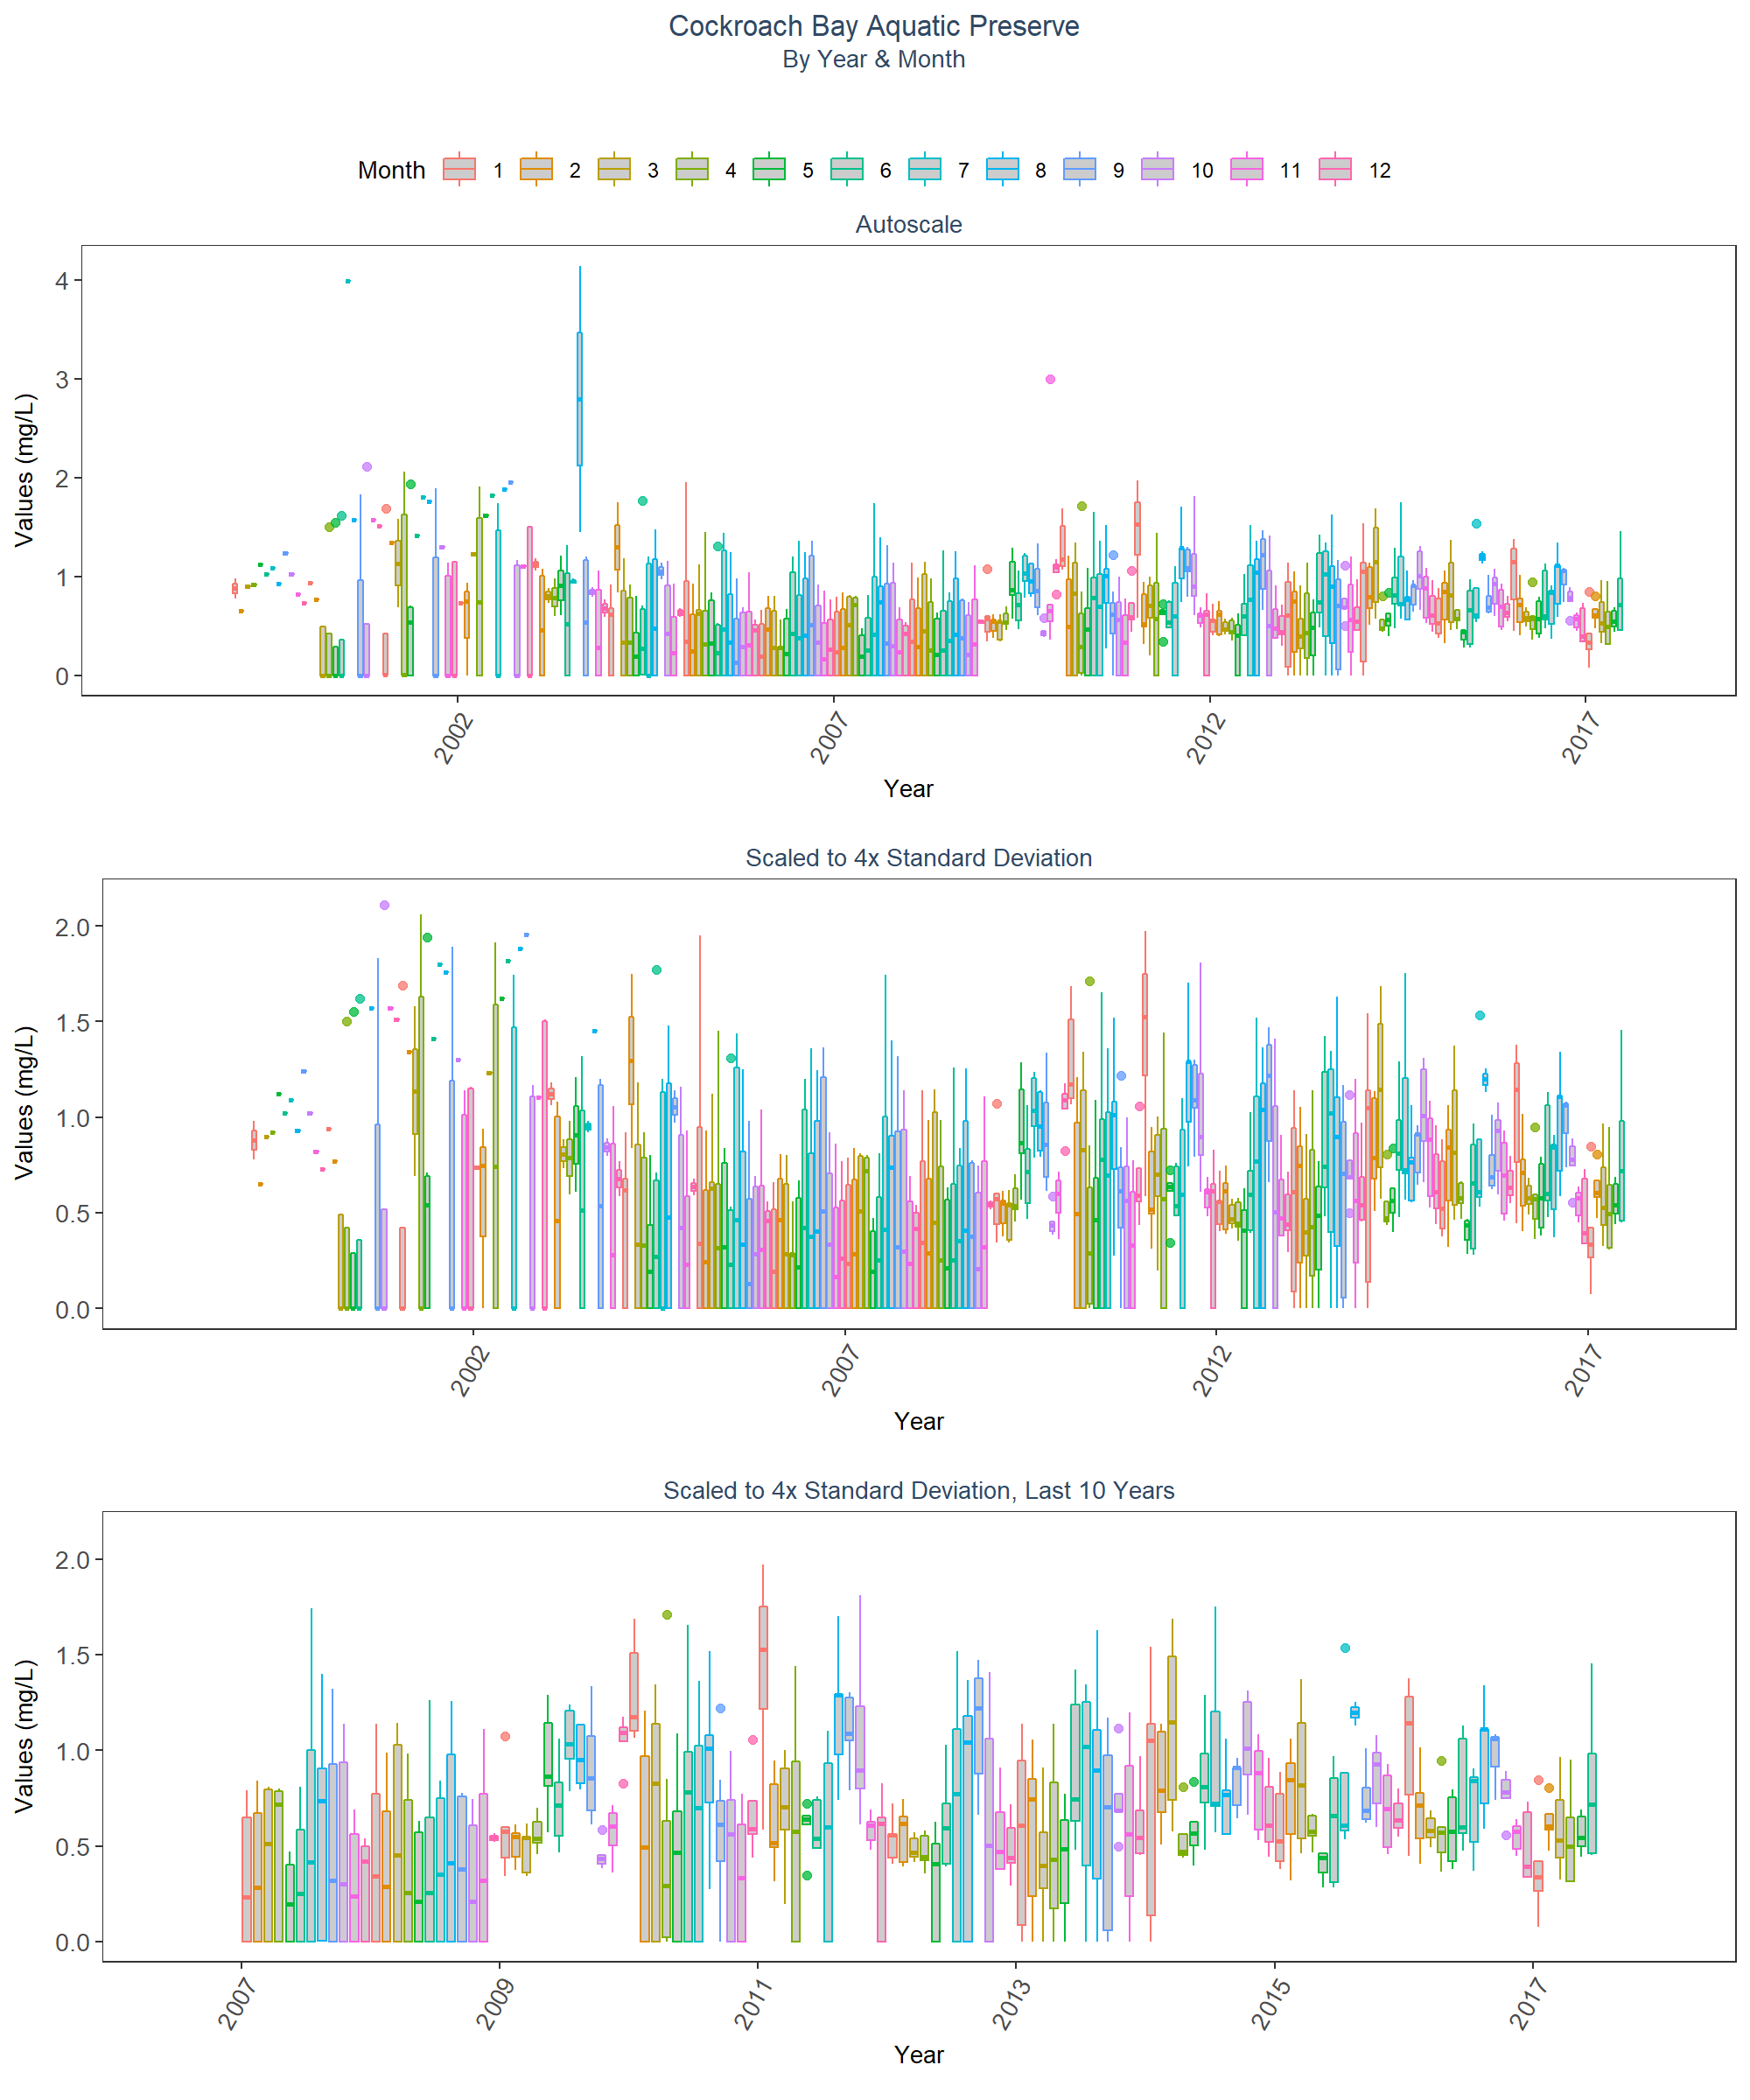 Cockroach Bay Aquatic Preserve
By Year & Month
Month 1 2 3 4 5 6 7 8 9 10 11 12
Autoscale
Values (mg/L)
4
3
2
1
0
2002 2007 2012 2017
Year
Scaled to 4x Standard Deviation
Values (mg/L)
2.0
1.5
1.0
0.5
0.0
2002 2007 2012 2017
Year
Scaled to 4x Standard Deviation, Last 10 Years
Values (mg/L)
2.0
1.5
1.0
0.5
0.0
2007 2009 2011 2013 2015 2017
Year